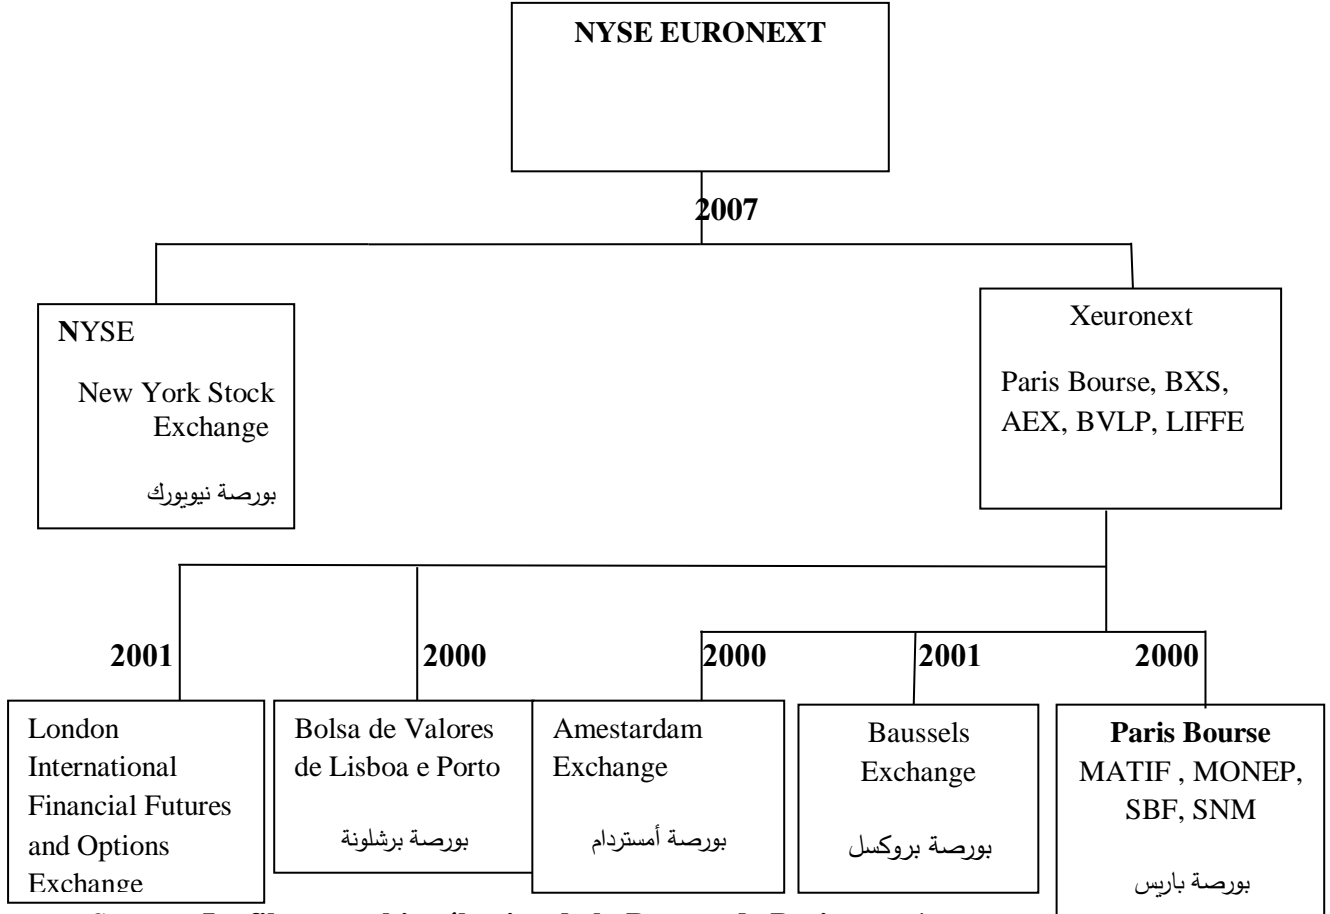 NYSE EURONEXT
2007
NYSE
New York Stock
Exchange
بورصة نيويورك
Xeuronext
Paris Bourse, BXS,
AEX, BVLP, LIFFE
2001
2000
2000
2001
2000
London
International
Financial Futures
and Options
Exchange
Bolsa de Valores
de Lisboa e Porto
بورصة برشلونة
Amestardam
Exchange
بورصة أمستردام
Baussels
Exchange
بورصة بروكسل
Paris Bourse
MATIF , MONEP,
SBF, SNM
بورصة باريس